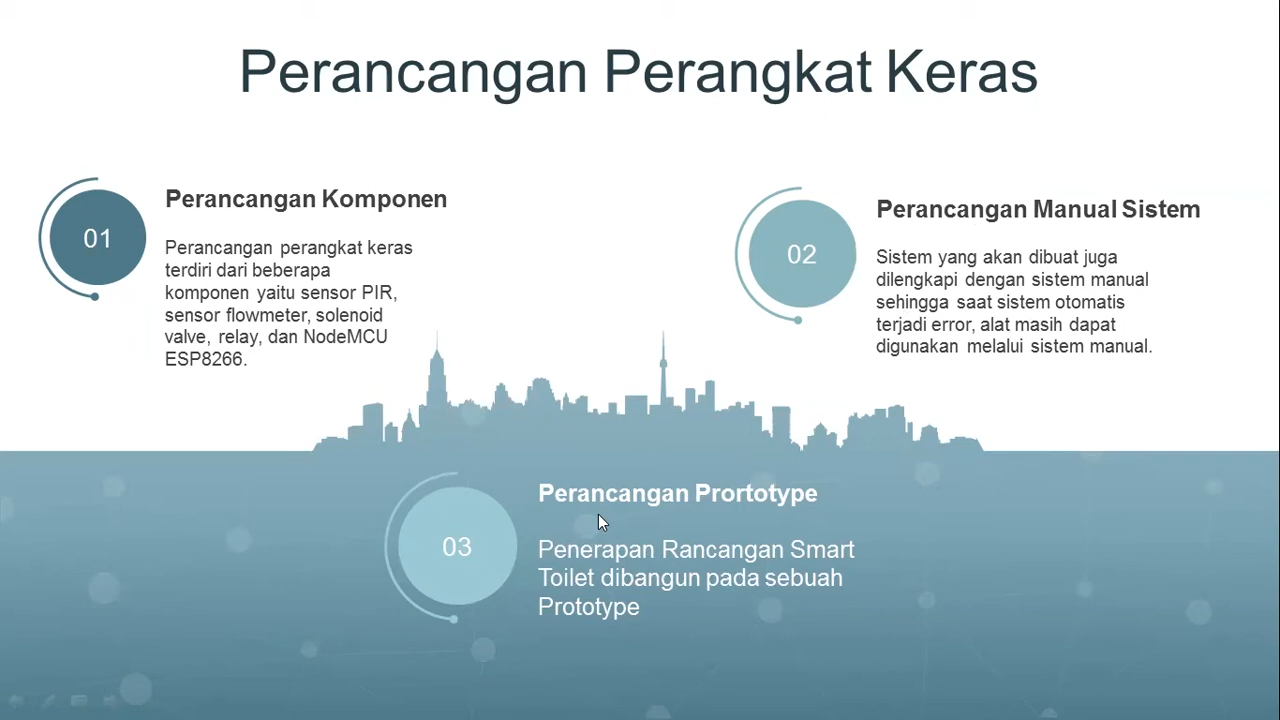 Perancangan Perangkat Keras
01
Perancangan Komponen
Perancangan perangkat keras
terdiri dari beberapa
komponen yaitu sensor PIR,
sensor flowmeter, solenoid
valve, relay, dan NodeMCU
ESP8266.
02
Perancangan Manual Sistem
Sistem yang akan dibuat juga
dilengkapi dengan sistem manual
sehingga saat sistem otomatis
terjadi error, alat masih dapat
digunakan melalui sistem manual.
03
Perancangan Prortotype
Penerapan Rancangan Smart
Toilet dibangun pada sebuah
Prototype